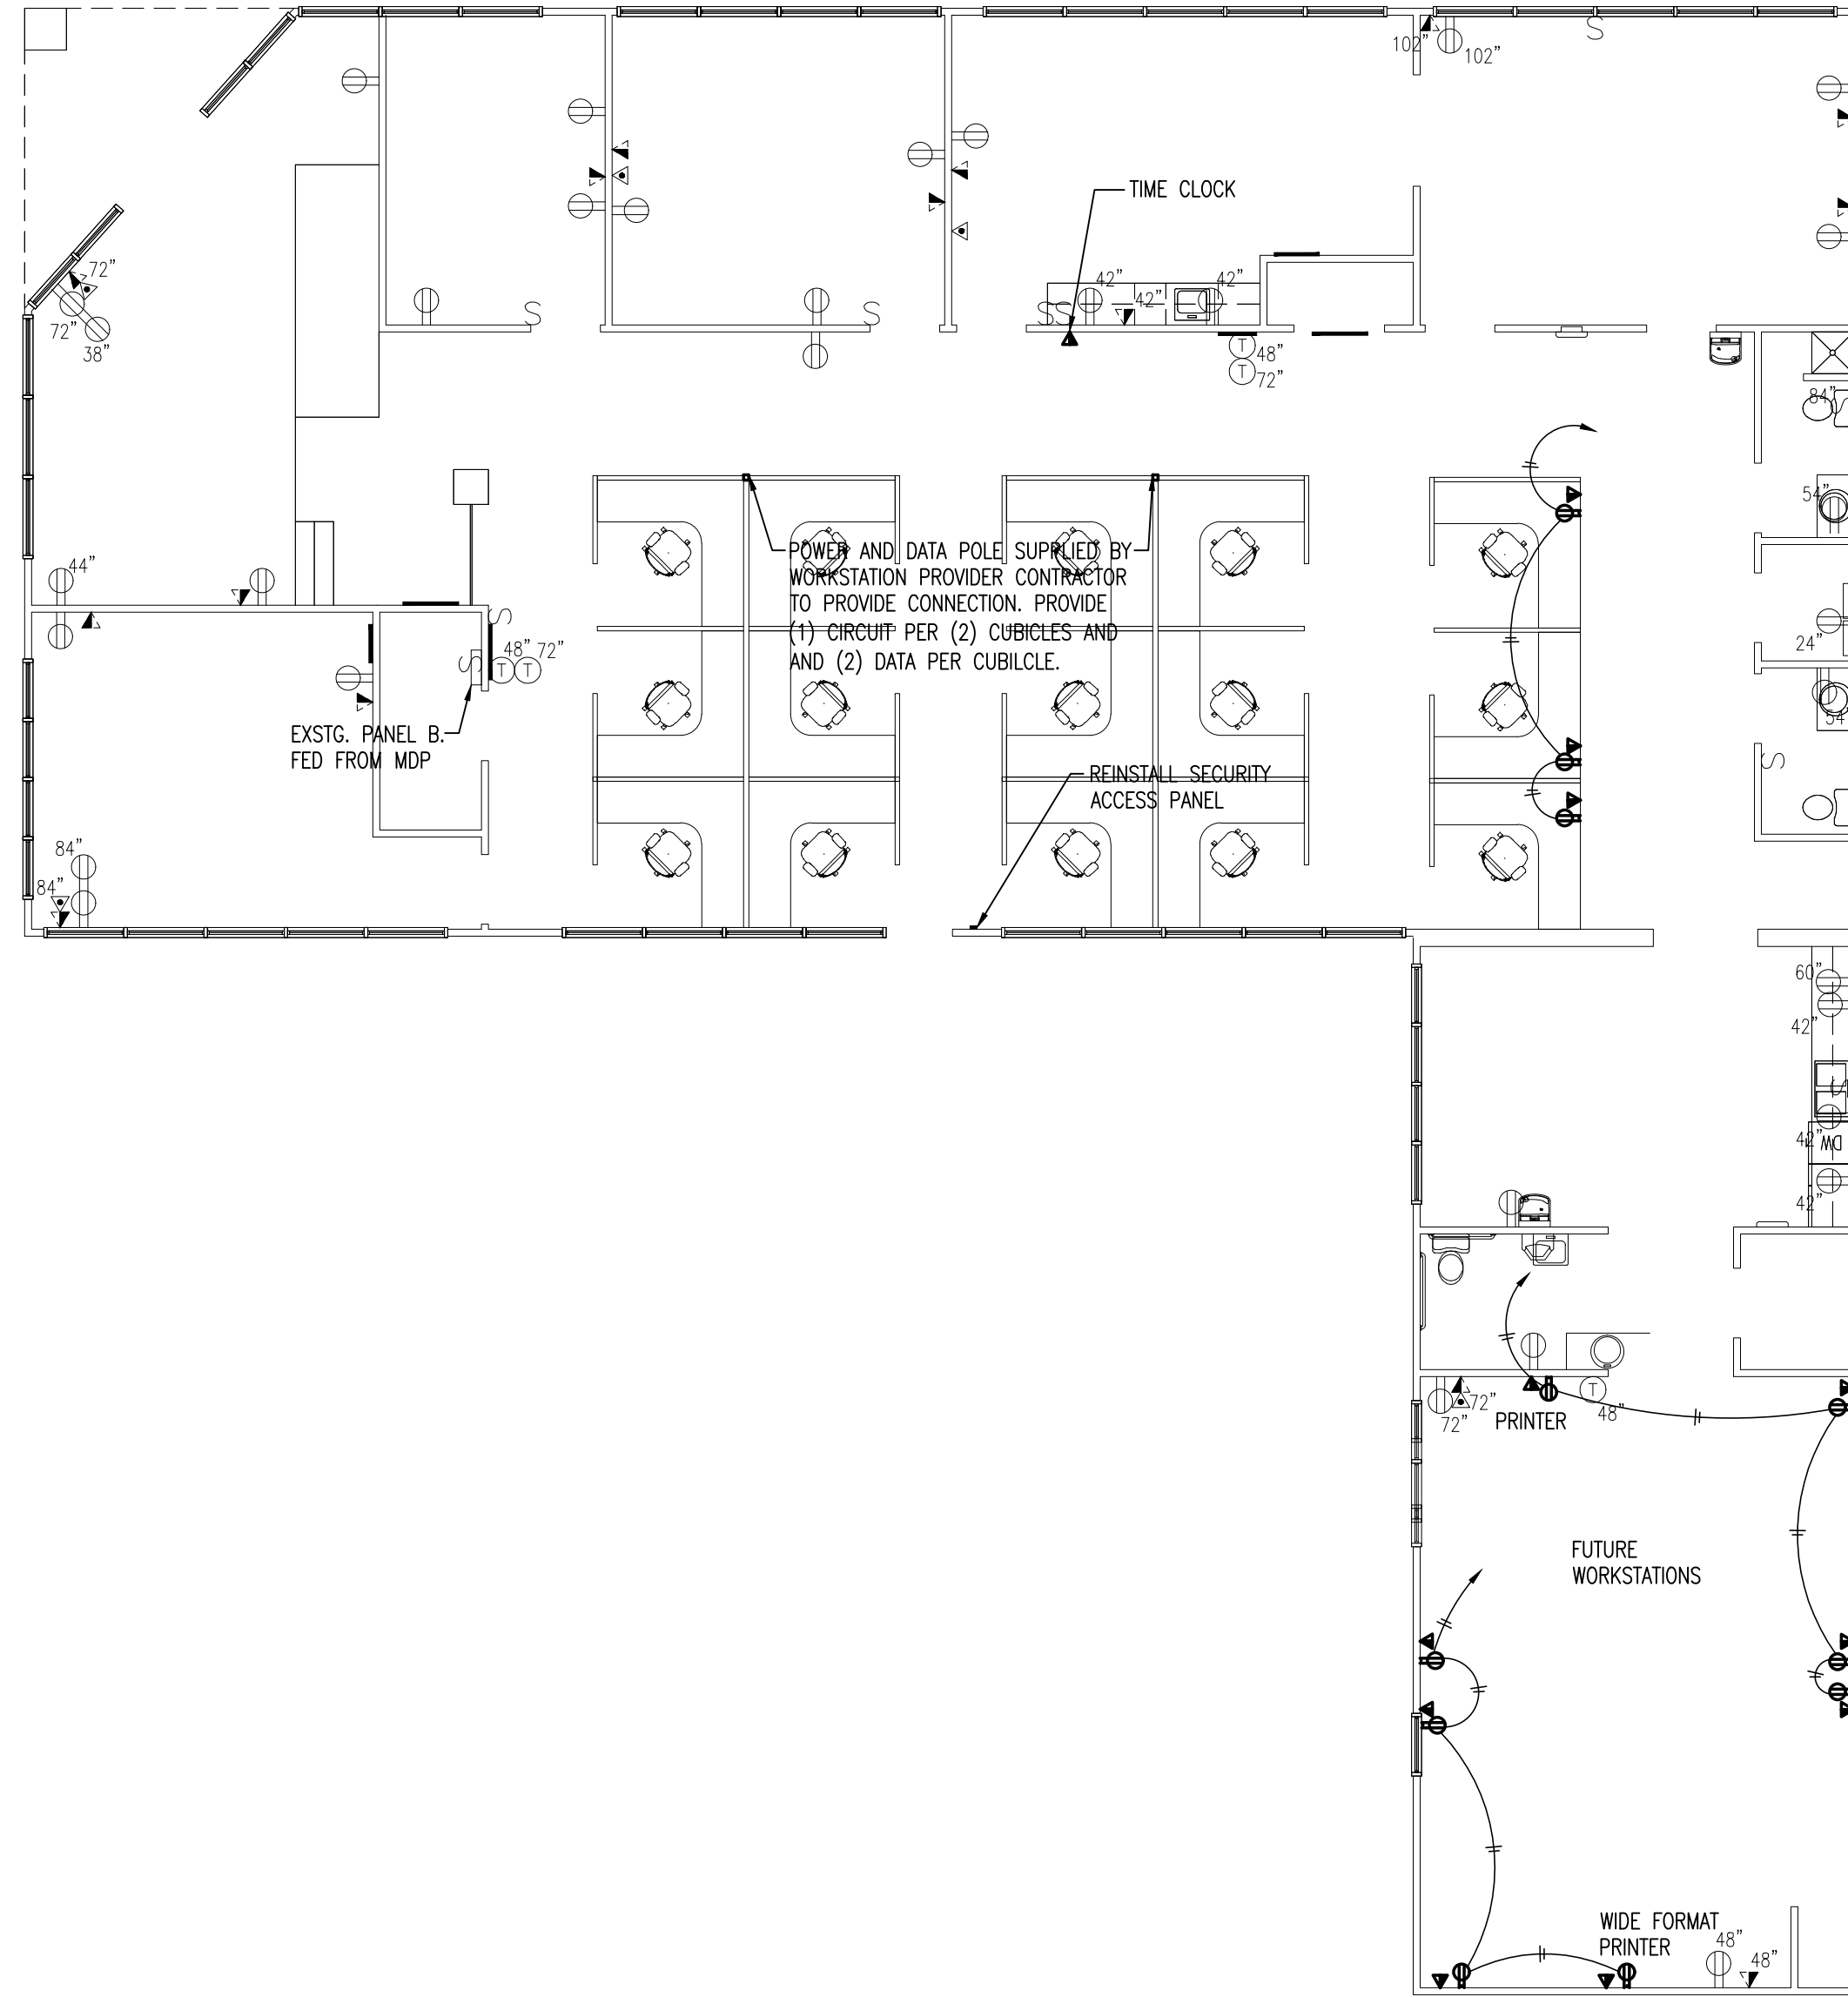 102"
102"
S
TIME CLOCK
72"
72"
38"
42"
42"
42"
S
S
SS
T
48"
T
72"
84"
54"
44"
POWER AND DATA POLE SUPPLIED BY
WORKSTATION PROVIDER CONTRACTOR
TO PROVIDE CONNECTION. PROVIDE
(1) CIRCUIT PER (2) CUBICLES AND
AND (2) DATA PER CUBILCLE.
S
48"
72"
S
T
T
24"
54"
EXSTG. PANEL B.
FED FROM MDP
S
REINSTALL SECURITY
ACCESS PANEL
84"
84"
60"
42"
S
42"
DW
42"
T
48"
72"
72"
PRINTER
FUTURE
WORKSTATIONS
WIDE FORMAT
PRINTER
48"
48"